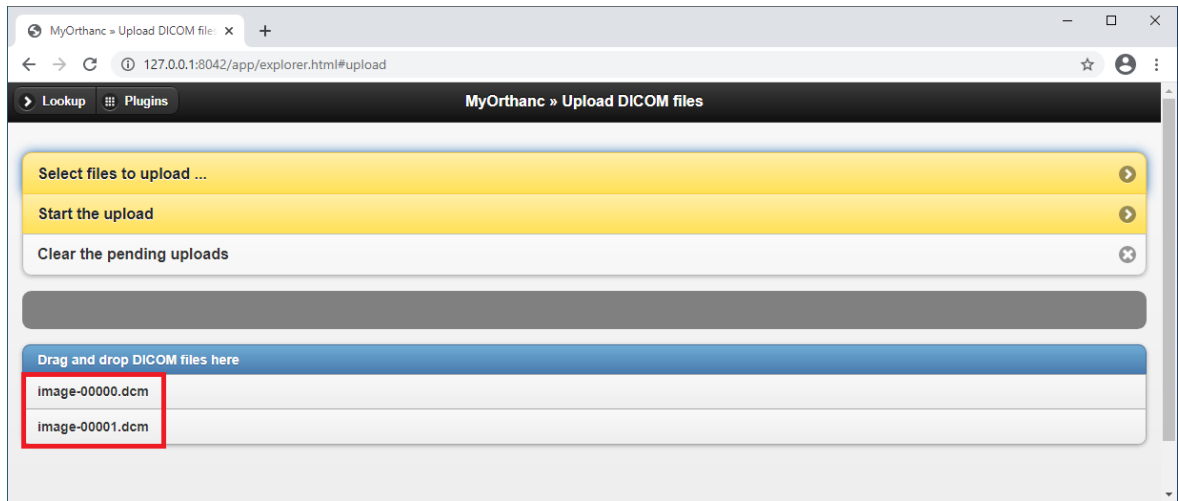 MyOrthanc » Upload DICOM files
127.0.0.1:8042/app/explorer.html#upload
Lookup Plugins MyOrthanc » Upload DICOM files
Select files to upload ...
Start the upload
Clear the pending uploads
Drag and drop DICOM files here
image-00000.dcm
image-00001.dcm